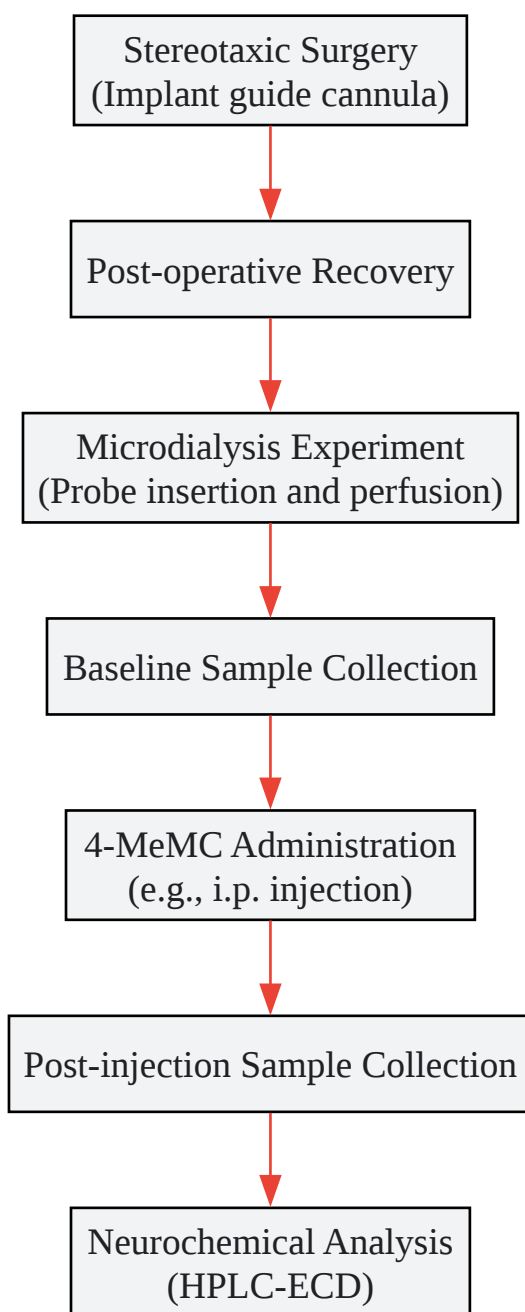 Stereotaxic Surgery
(Implant guide cannula)
Post-operative Recovery
Microdialysis Experiment
(Probe insertion and perfusion)
Baseline Sample Collection
4-MeMC Administration
(e.g., i.p. injection)
Post-injection Sample Collection
Neurochemical Analysis
(HPLC-ECD)